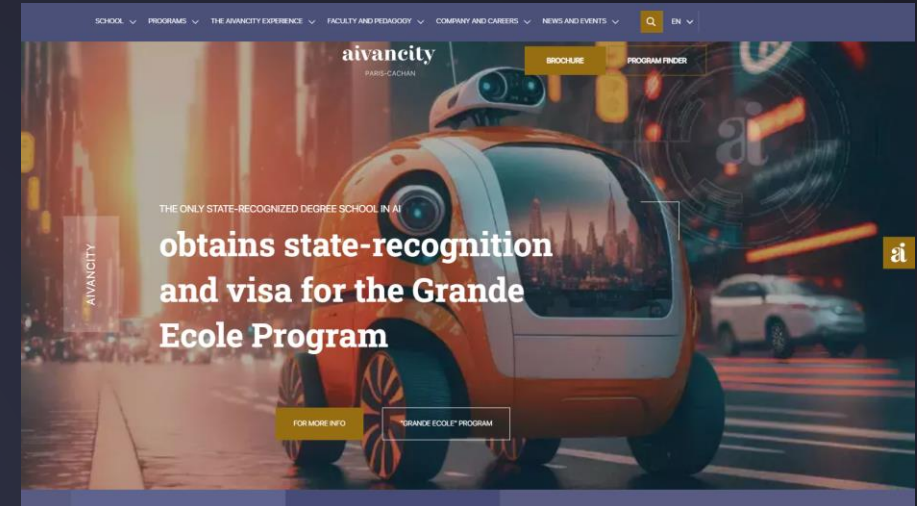 SCHOOL PROGRAMS THE AIVANCITY EXPERIENCE FACULTY AND PEDAGOGY COMPANY AND CAREERS NEWS AND EVENTS EN
aivancity
PARIS-CACHAN
BROCHURE PROGRAM FINDER
ai
THE ONLY STATE-RECOGNIZED DEGREE SCHOOL IN AI
obtains state-recognition
and visa for the Grande
Ecole Program
AIVANCITY
ai
FOR MORE INFO "GRANDE ECOLE" PROGRAM